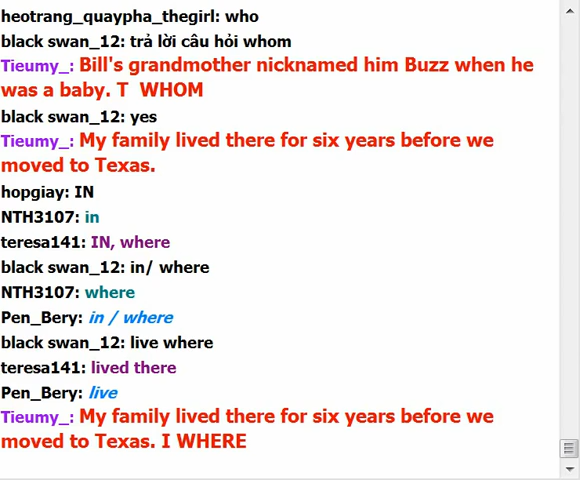 heotrang_quaypha_thegirl: who
black swan_12: trả lời câu hỏi whom
Tieumy_: Bill's grandmother nicknamed him Buzz when he
was a baby. T  WHOM
black swan_12: yes
Tieumy_: My family lived there for six years before we
moved to Texas.
hopgiay: IN
NTH3107: in
teresa141: IN, where
black swan_12: in/ where
NTH3107: where
Pen_Bery: in / where
black swan_12: live where
teresa141: lived there
Pen_Bery: live
Tieumy_: My family lived there for six years before we
moved to Texas. I WHERE